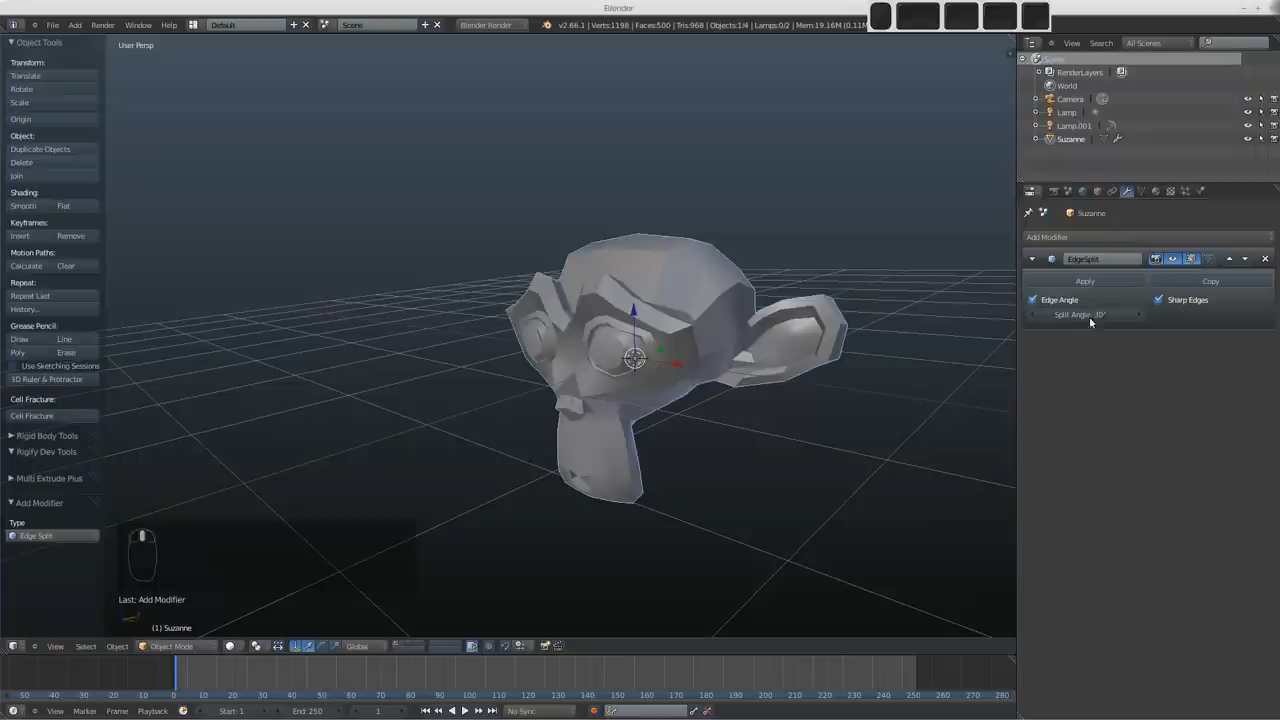 Blender
File Add Render Window Help Default Scene Blender Render v2.66.1 | Verts:1198 | Faces:500 | Tris:968 | Objects:1/4 | Lamps:0/2 | Mem:19.16M (0.11M
Object Tools
User Persp
View Search All Scenes
Transform:
Translate
Rotate
Scale
Origin
Object:
Duplicate Objects
Delete
Join
Shading:
Smooth Flat
Keyframes:
Insert Remove
Motion Paths:
Calculate Clear
Repeat:
Repeat Last
History...
Grease Pencil:
Draw Line
Poly Erase
Use Sketching Sessions
3D Ruler & Protractor
Cell Fracture:
Cell Fracture
Rigid Body Tools
Rigify Dev Tools
Multi Extrude Plus
Add Modifier
Type
Edge Split
Last: Add Modifier
(1) Suzanne
RenderLayers
World
Camera
Lamp
Lamp.001
Suzanne
Suzanne
Add Modifier
EdgeSplit
Apply Copy
Edge Angle Sharp Edges
Split Angle: 30°
View Select Object Object Mode Global
50 -40 -30 -20 -10 0 10 20 30 40 50 60 70 80 90 100 110 120 130 140 150 160 170 180 190 200 210 220 230 240 250 260 270 280
View Marker Frame Playback Start: 1 End: 250 1 No Sync